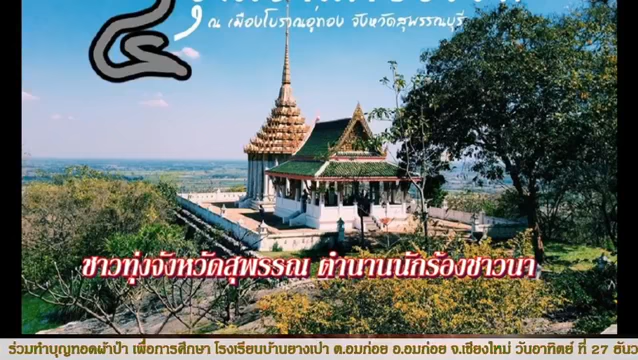 ๔
ณ เมืองโบราณอู่ทอง จังหวัดสุพรรณบุรี
ชาวทุ่งจังหวัดสุพรรณ ตำนานนักร้องชาวนา
ร่วมทำบุญทอดผ้าป่า เพื่อการศึกษา โรงเรียนบ้านยางเปา ต.อมก๋อย อ.อมก๋อย จ.เชียงใหม่ วันอาทิตย์ ที่ 27